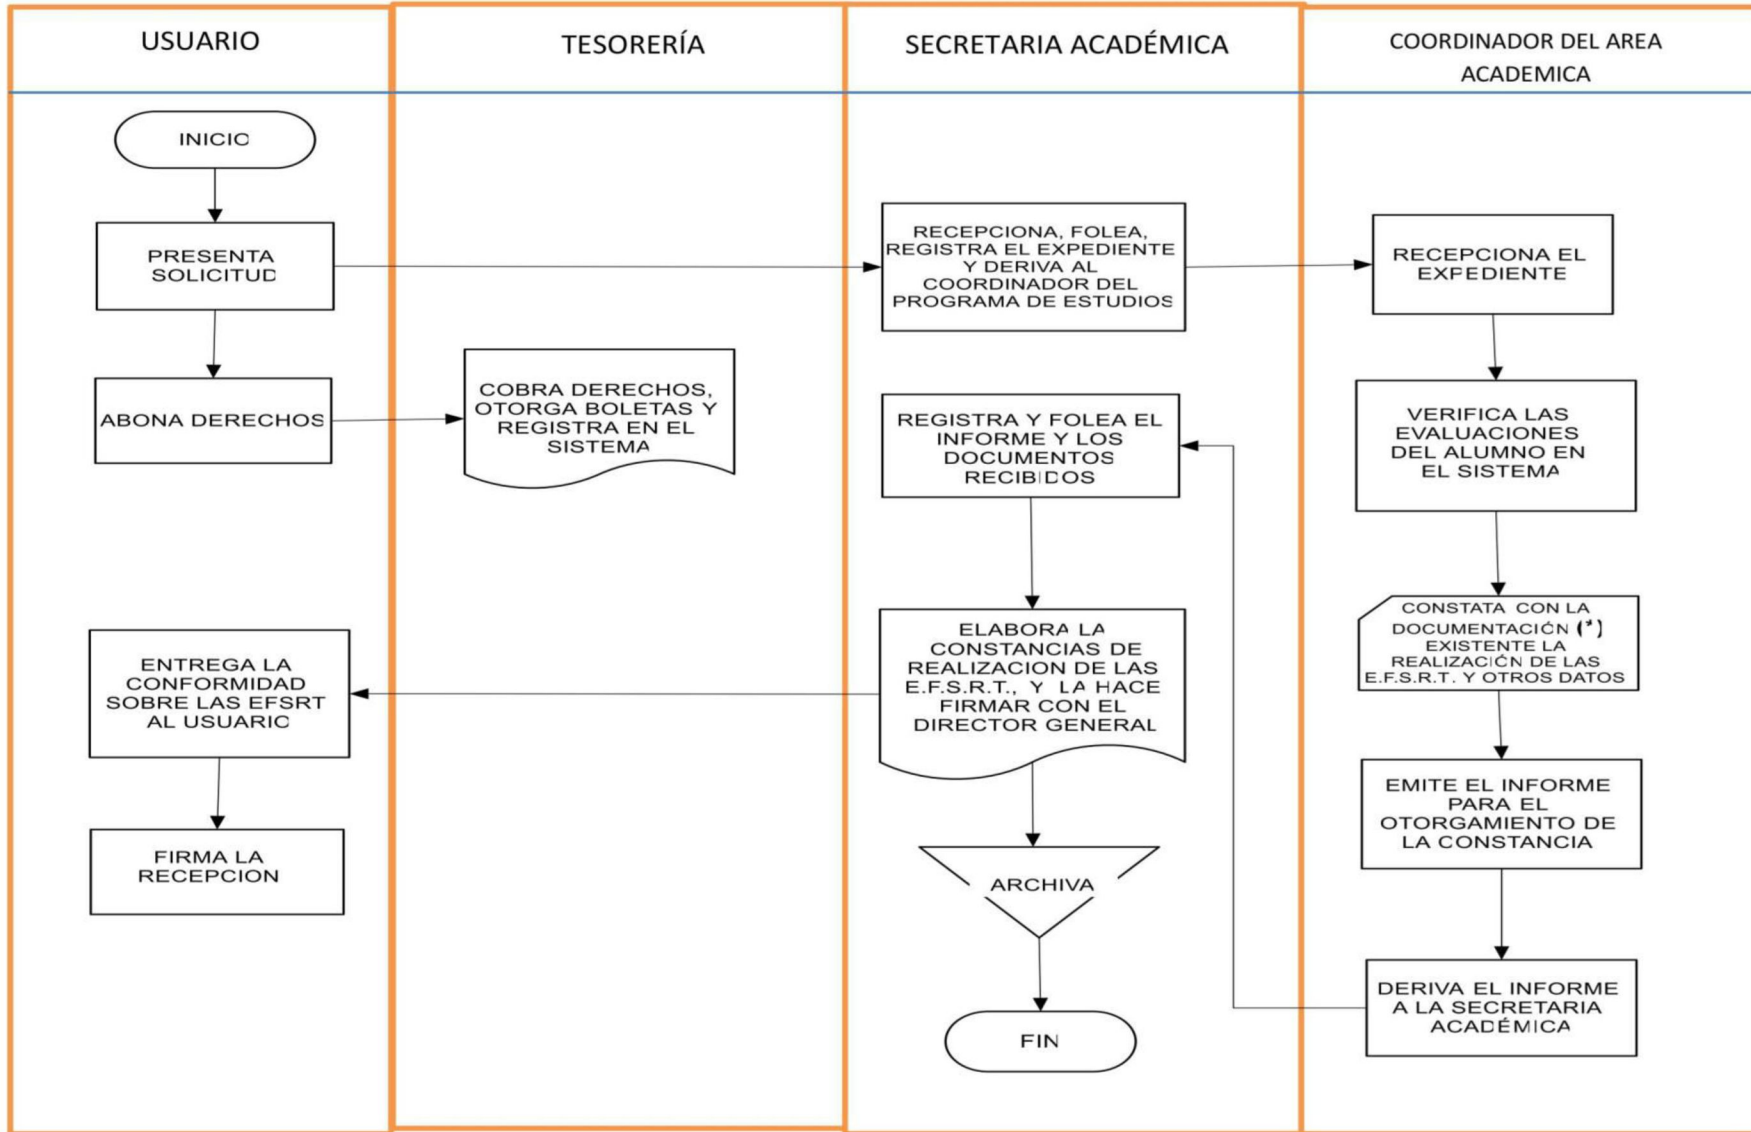 USUARIO
TESORERÍA
SECRETARIA ACADÉMICA
COORDINADOR DEL AREA
ACADEMICA
INICIO
PRESENTA
SOLICITUD
ABONA DERECHOS
COBRA DERECHOS,
OTORGA BOLETAS Y
REGISTRA EN EL
SISTEMA
RECEPCIONA, FOLEA,
REGISTRA EL EXPEDIENTE
Y DERIVA AL
COORDINADOR DEL
PROGRAMA DE ESTUDIOS
RECEPCIONA EL
EXPEDIENTE
VERIFICA LAS
EVALUACIONES
DEL ALUMNO EN
EL SISTEMA
CONSTATA CON LA
DOCUMENTACIÓN (*)
EXISTENTE LA
REALIZACIÓN DE LAS
E.F.S.R.T. Y OTROS DATOS
EMITE EL INFORME
PARA EL
OTORGAMIENTO DE
LA CONSTANCIA
DERIVA EL INFORME
A LA SECRETARIA
ACADÉMICA
REGISTRA Y FOLEA EL
INFORME Y LOS
DOCUMENTOS
RECIBIDOS
ELABORA LA
CONSTANCIAS DE
REALIZACION DE LAS
E.F.S.R.T., Y LA HACE
FIRMAR CON EL
DIRECTOR GENERAL
ENTREGA LA
CONFORMIDAD
SOBRE LAS EFSRT
AL USUARIO
FIRMA LA
RECEPCION
ARCHIVA
FIN